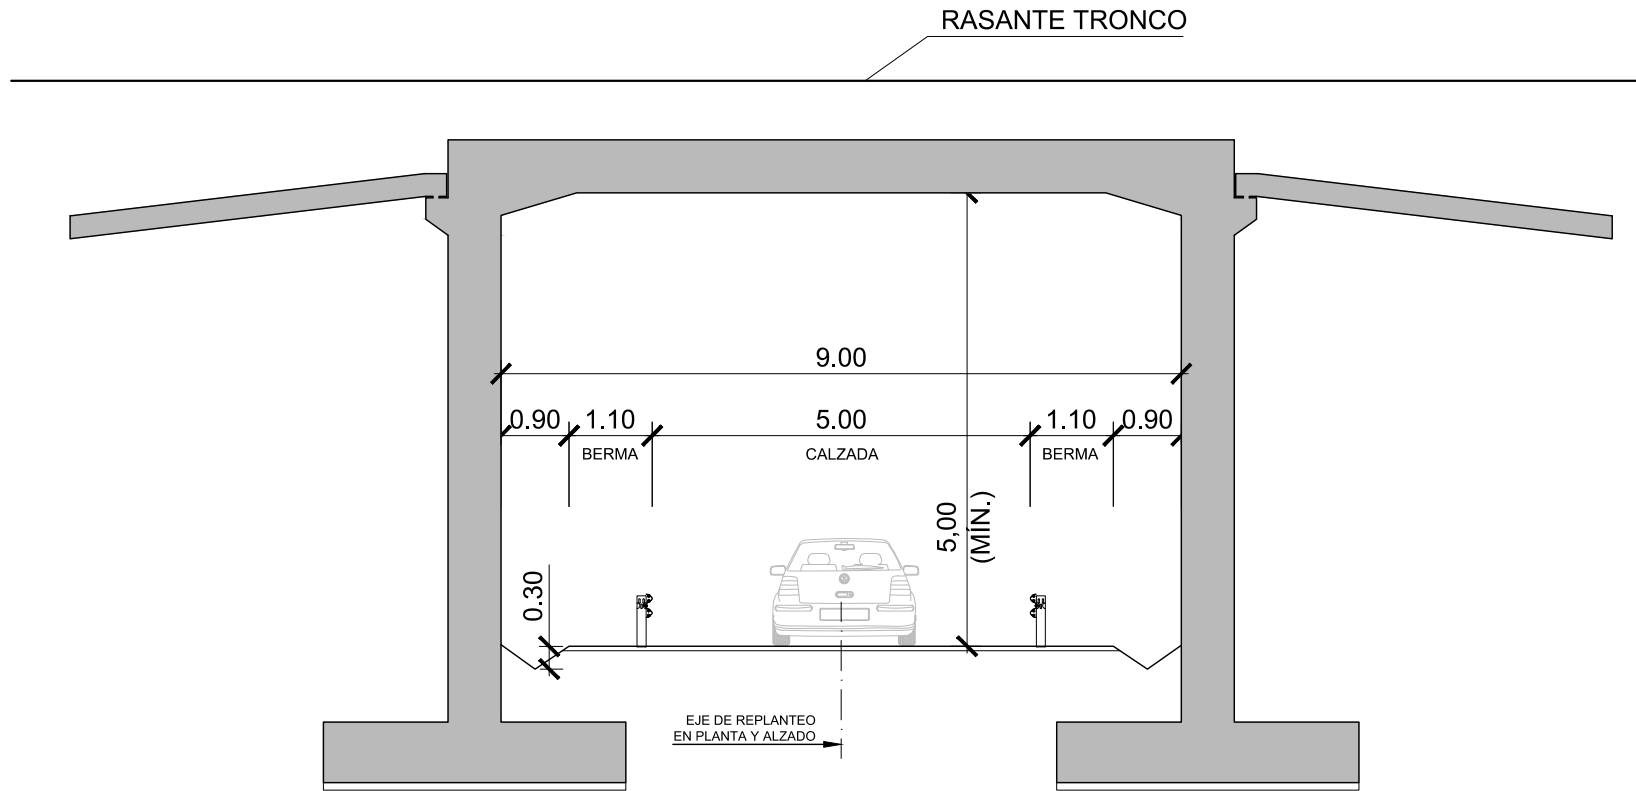 RASANTE TRONCO
9.00
0.90 1.10 5.00 1.10 0.90
BERMA CALZADA BERMA
5,00
(MÍN.)
0.30
EJE DE REPLANTEO
EN PLANTA Y ALZADO